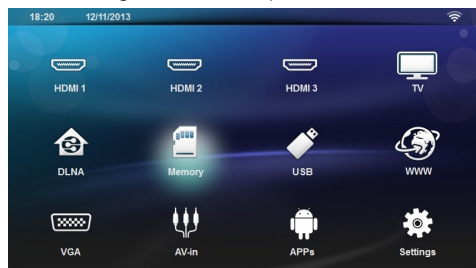 18:20 12/11/2013
HDMI 1 HDMI 2 HDMI 3 TV
DLNA Memory USB WWW
VGA AV-in APPs Settings